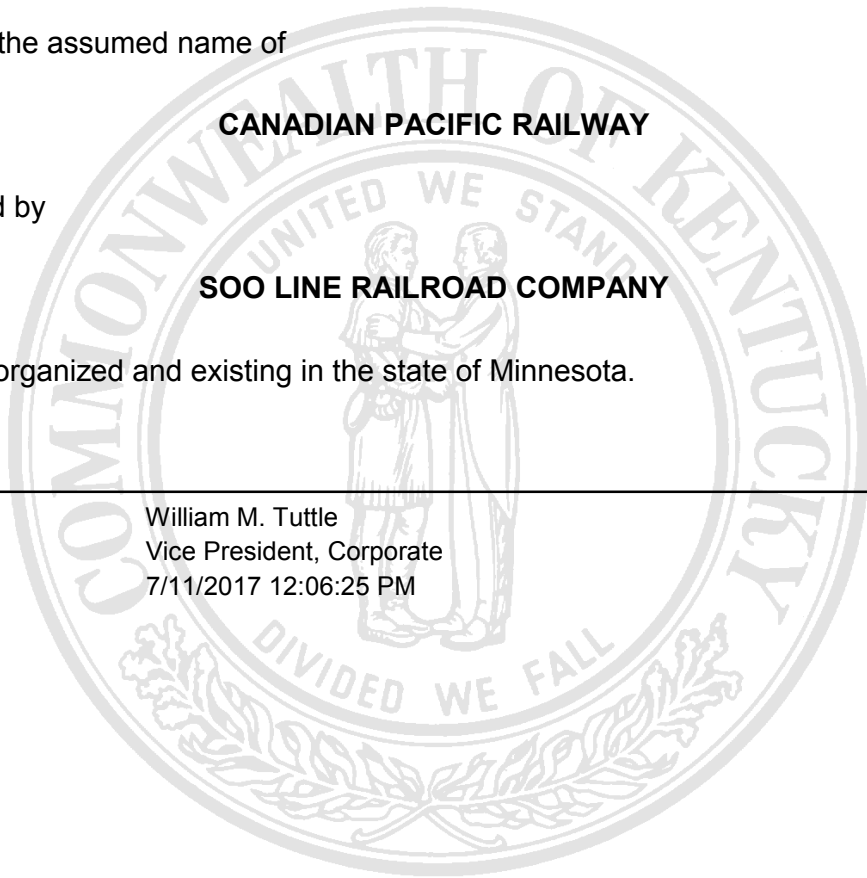 the assumed name of
CANADIAN PACIFIC RAILWAY
d by
SOO LINE RAILROAD COMPANY
organized and existing in the state of Minnesota.
William M. Tuttle
Vice President, Corporate
7/11/2017 12:06:25 PM
COMMONWEALTH OF KENTUCKY
UNITED WE STAND
DIVIDED WE FALL